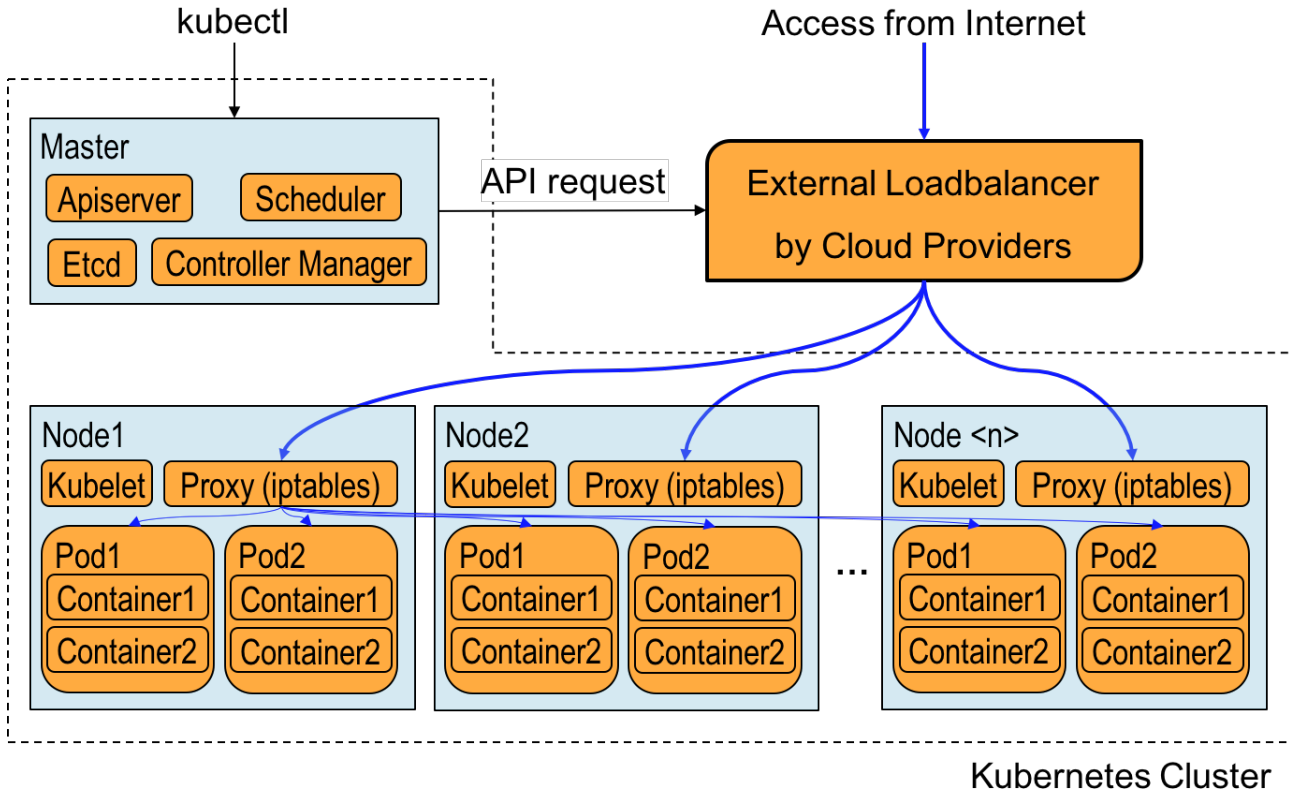 kubectl
Access from Internet
Master
Apiserver
Scheduler
Etcd
Controller Manager
API request
External Loadbalancer
by Cloud Providers
Node1
Kubelet
Proxy (iptables)
Pod1
Container1
Container2
Pod2
Container1
Container2
Node2
Kubelet
Proxy (iptables)
Pod1
Container1
Container2
Pod2
Container1
Container2
...
Node <n>
Kubelet
Proxy (iptables)
Pod1
Container1
Container2
Pod2
Container1
Container2
Kubernetes Cluster